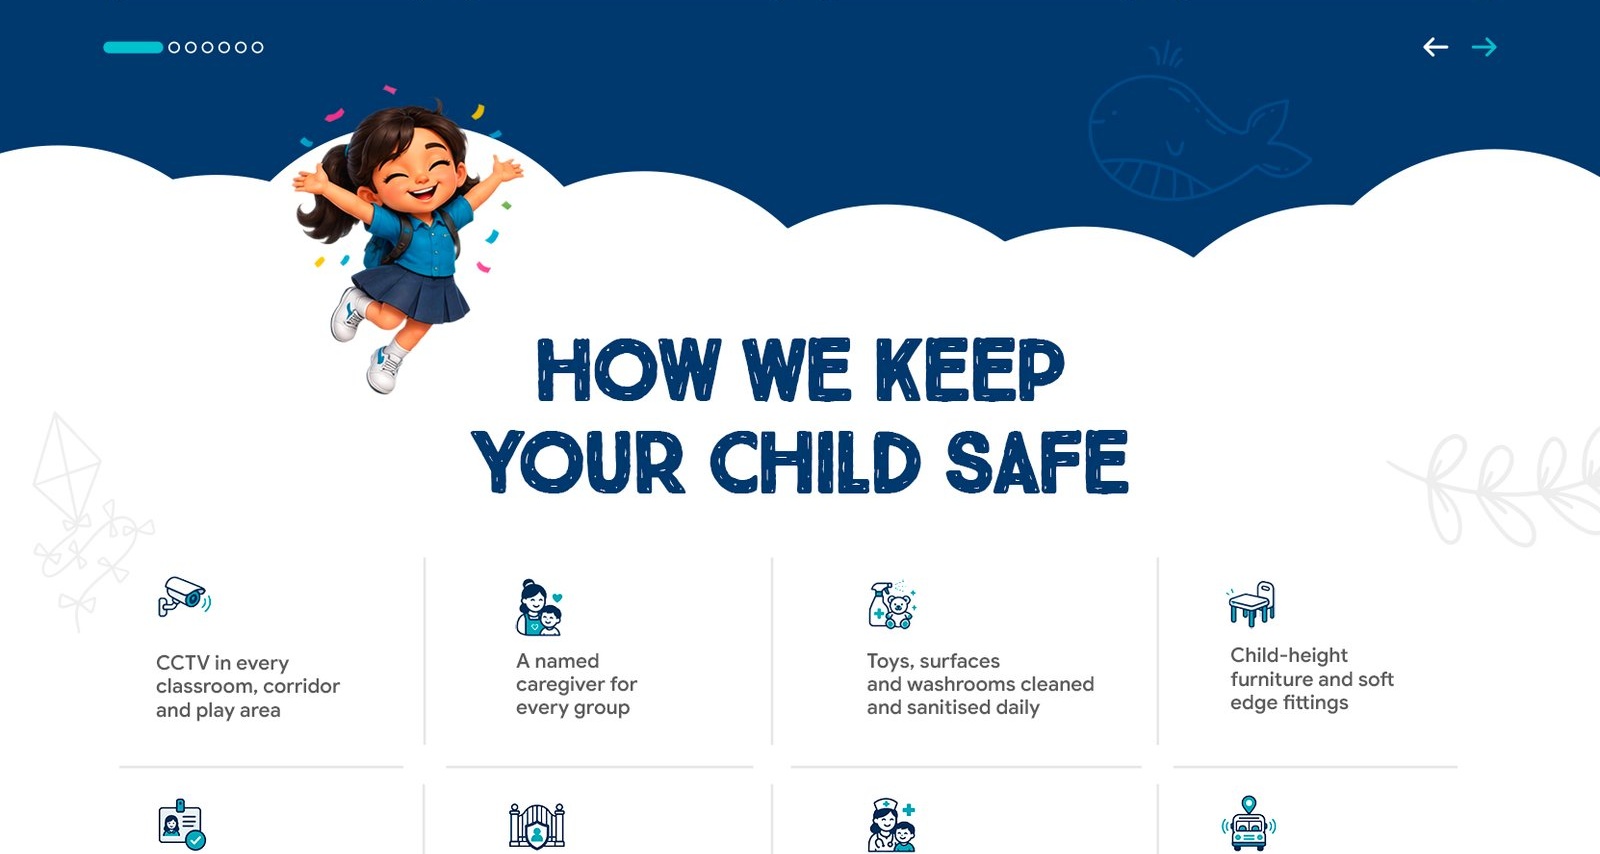 HOW WE KEEP
YOUR CHILD SAFE
CCTV in every
classroom, corridor
and play area
A named
caregiver for
every group
Toys, surfaces
and washrooms cleaned
and sanitised daily
Child-height
furniture and soft
edge fittings